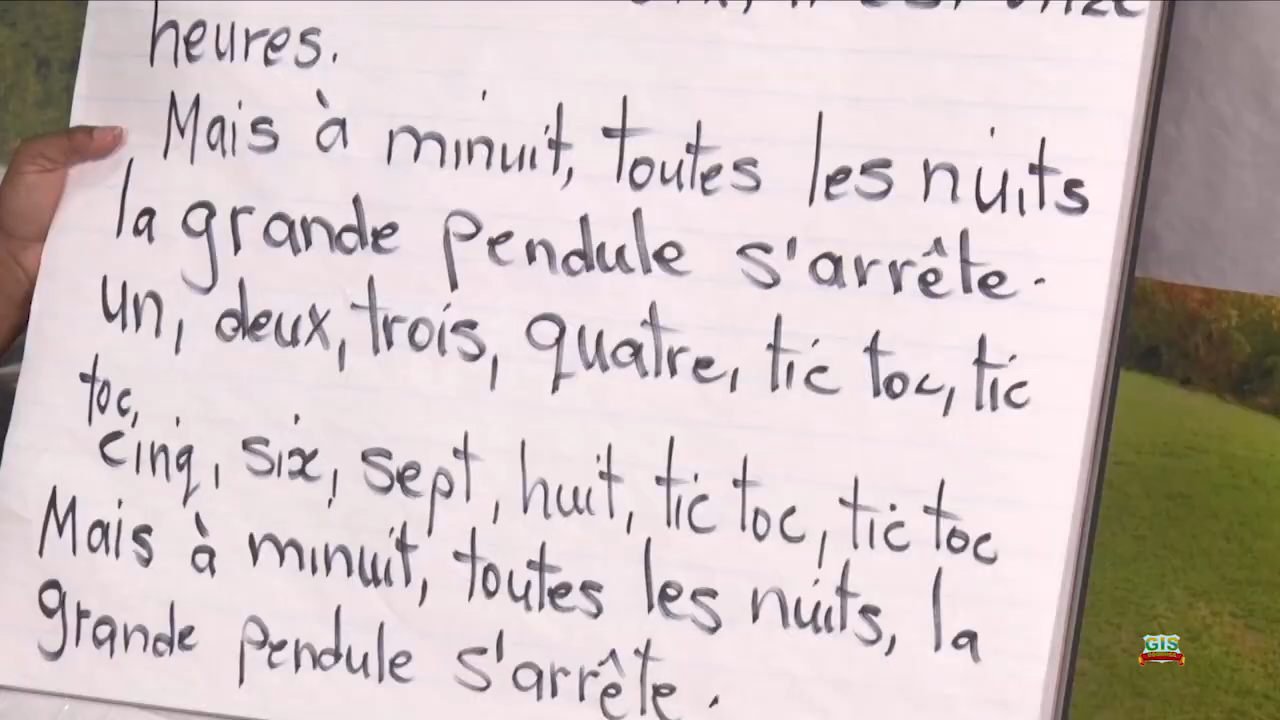 heures.
Mais à minuit, toutes les nuits
la grande pendule s'arrête.
un, deux, trois, quatre, tic toc, tic
toc,
cinq, six, sept, huit, tic toc, tic toc
Mais à minuit, toutes les nuits, la
grande pendule s'arrête.
GIS